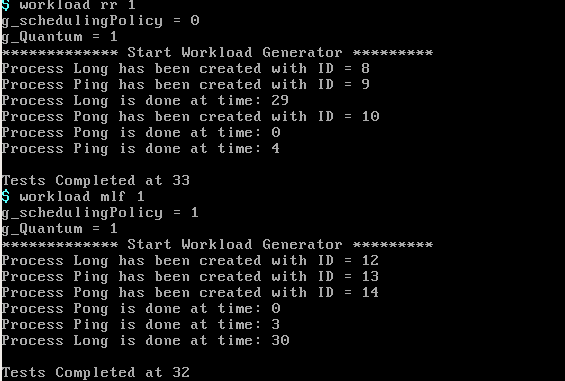 $ workload rr 1
g_schedulingPolicy = 0
g_Quantum = 1
************* Start Workload Generator *********
Process Long has been created with ID = 8
Process Ping has been created with ID = 9
Process Long is done at time: 29
Process Pong has been created with ID = 10
Process Pong is done at time: 0
Process Ping is done at time: 4
Tests Completed at 33
$ workload mlf 1
g_schedulingPolicy = 1
g_Quantum = 1
************* Start Workload Generator *********
Process Long has been created with ID = 12
Process Ping has been created with ID = 13
Process Pong has been created with ID = 14
Process Pong is done at time: 0
Process Ping is done at time: 3
Process Long is done at time: 30
Tests Completed at 32